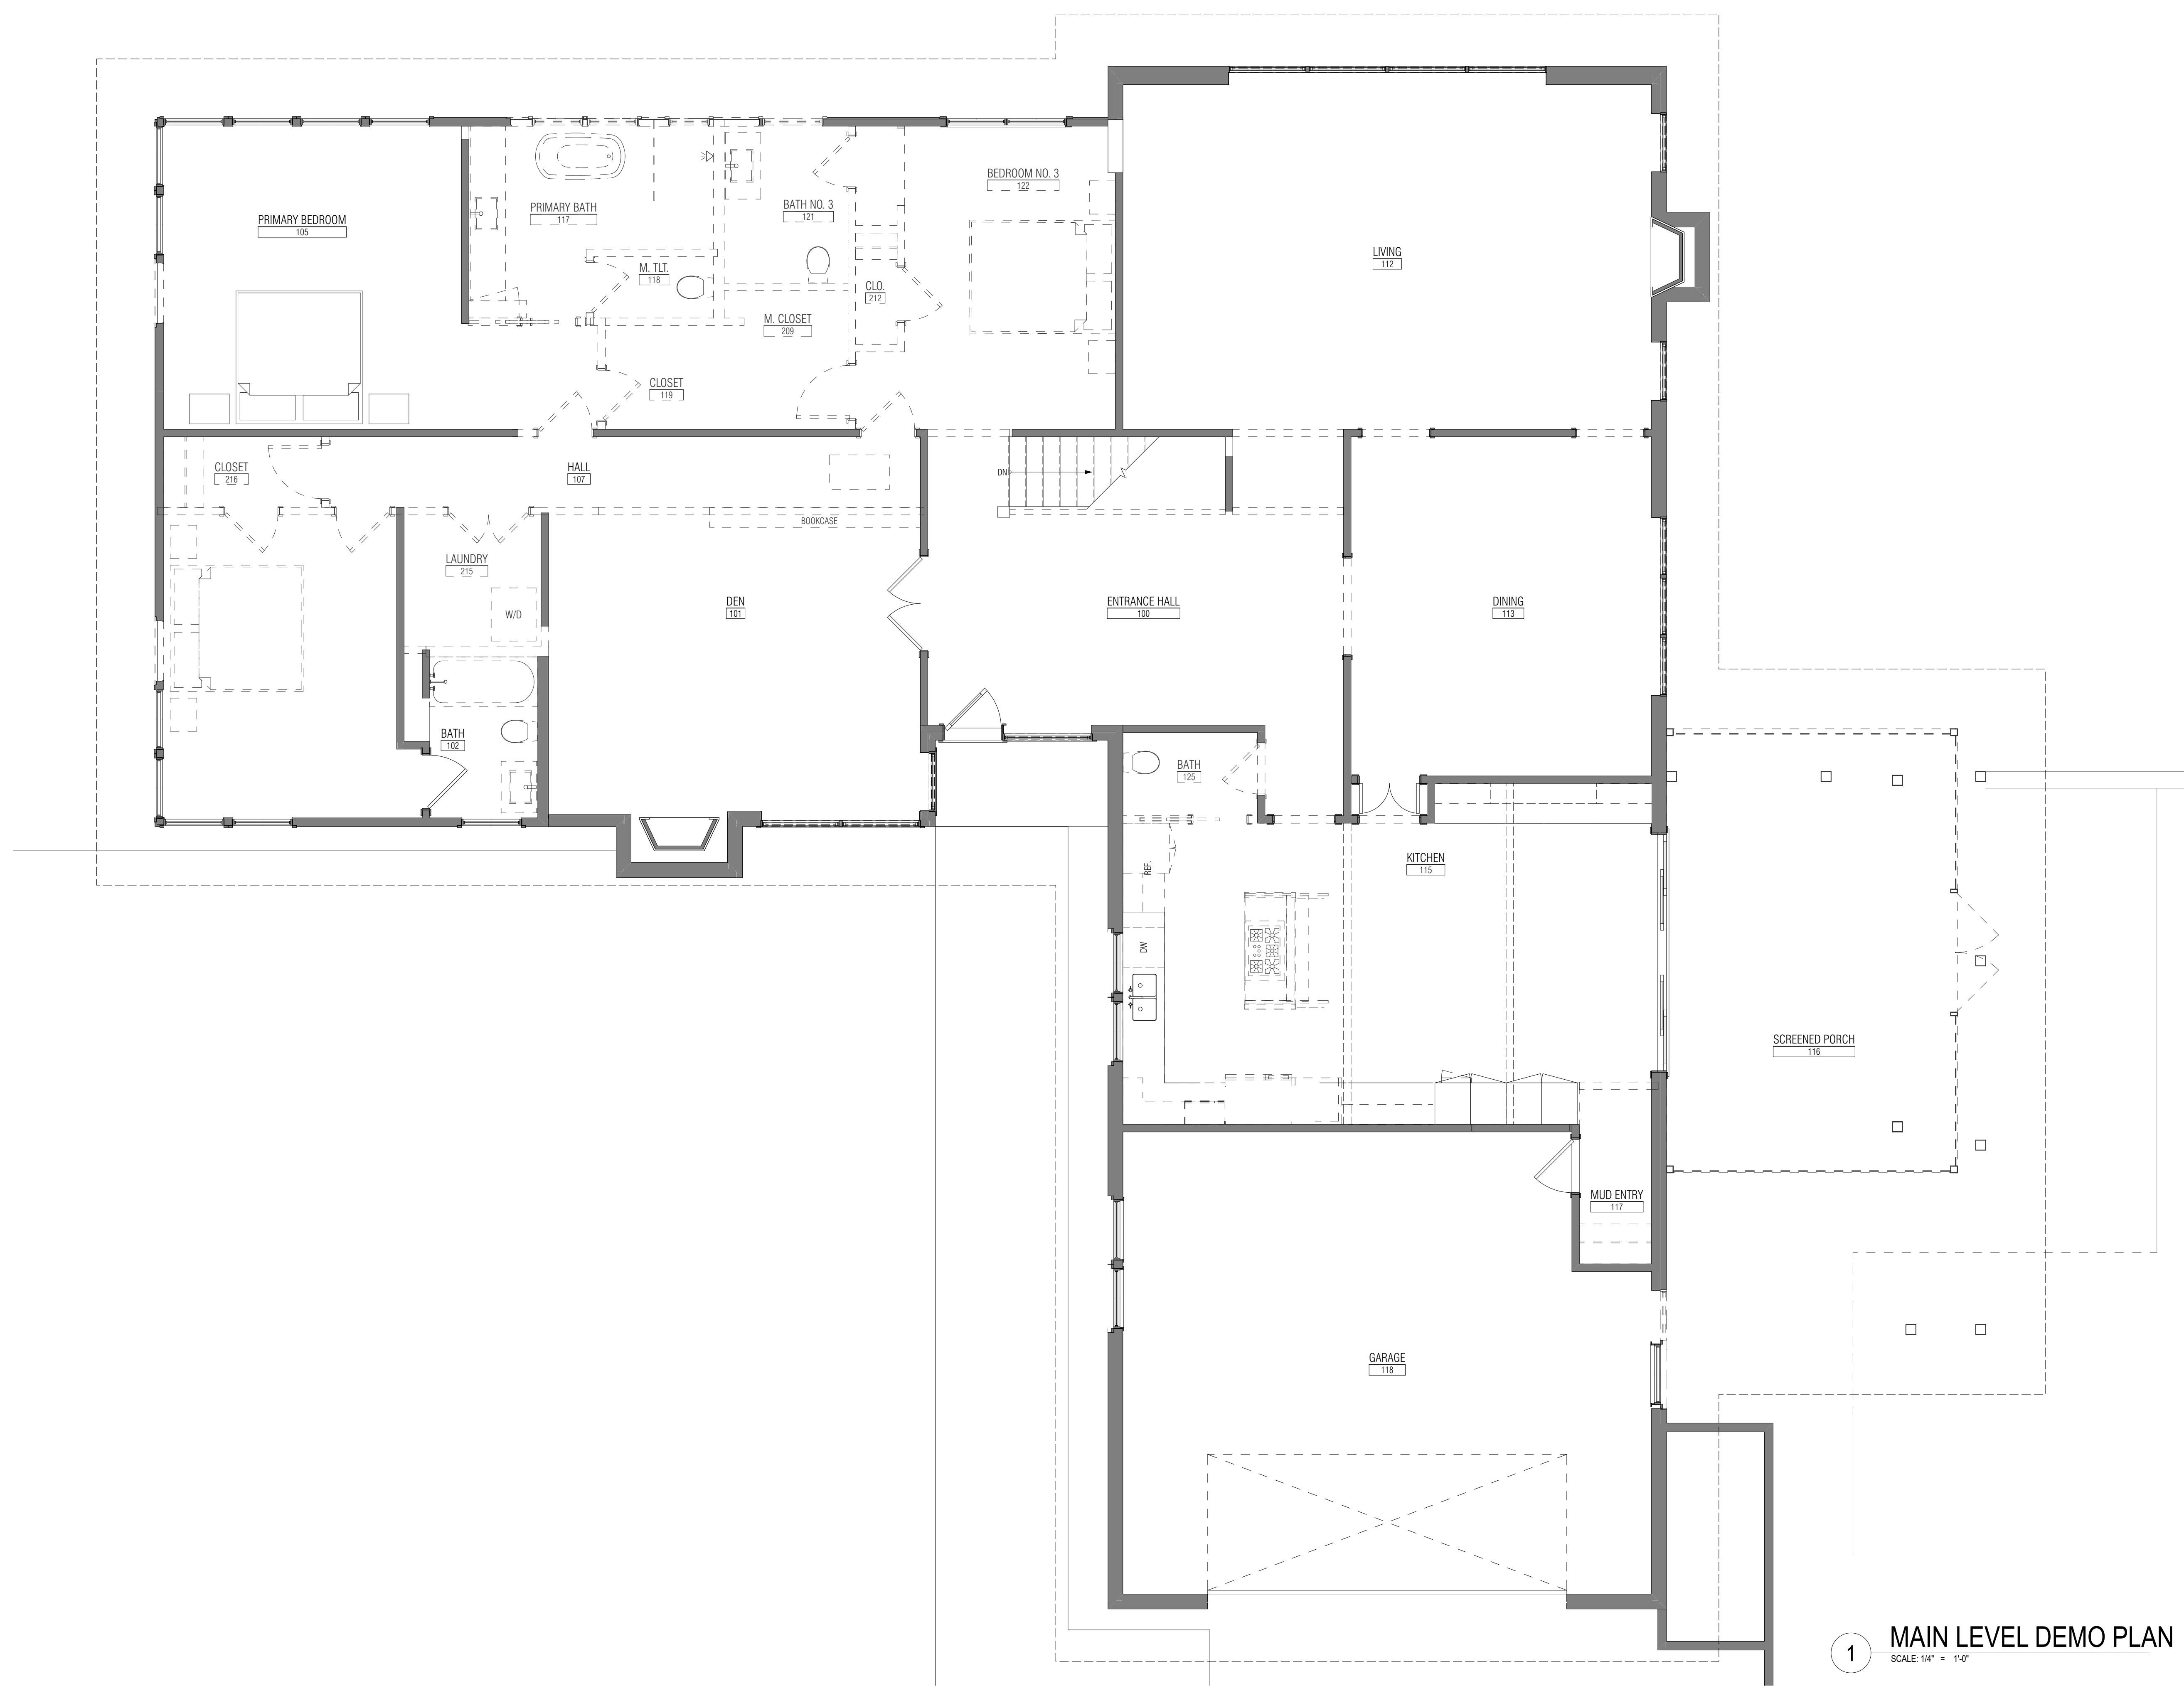 BEDROOM NO. 3
122
PRIMARY BATH
117
BATH NO. 3
121
PRIMARY BEDROOM
105
LIVING
112
M. TLT.
118
CLO.
212
M. CLOSET
209
CLOSET
119
CLOSET
216
HALL
107
DN
BOOKCASE
LAUNDRY
215
W/D
DEN
101
ENTRANCE HALL
100
DINING
113
BATH
102
BATH
125
REF.
KITCHEN
115
DW
SCREENED PORCH
116
MUD ENTRY
117
GARAGE
118
1
MAIN LEVEL DEMO PLAN
SCALE: 1/4" = 1'-0"